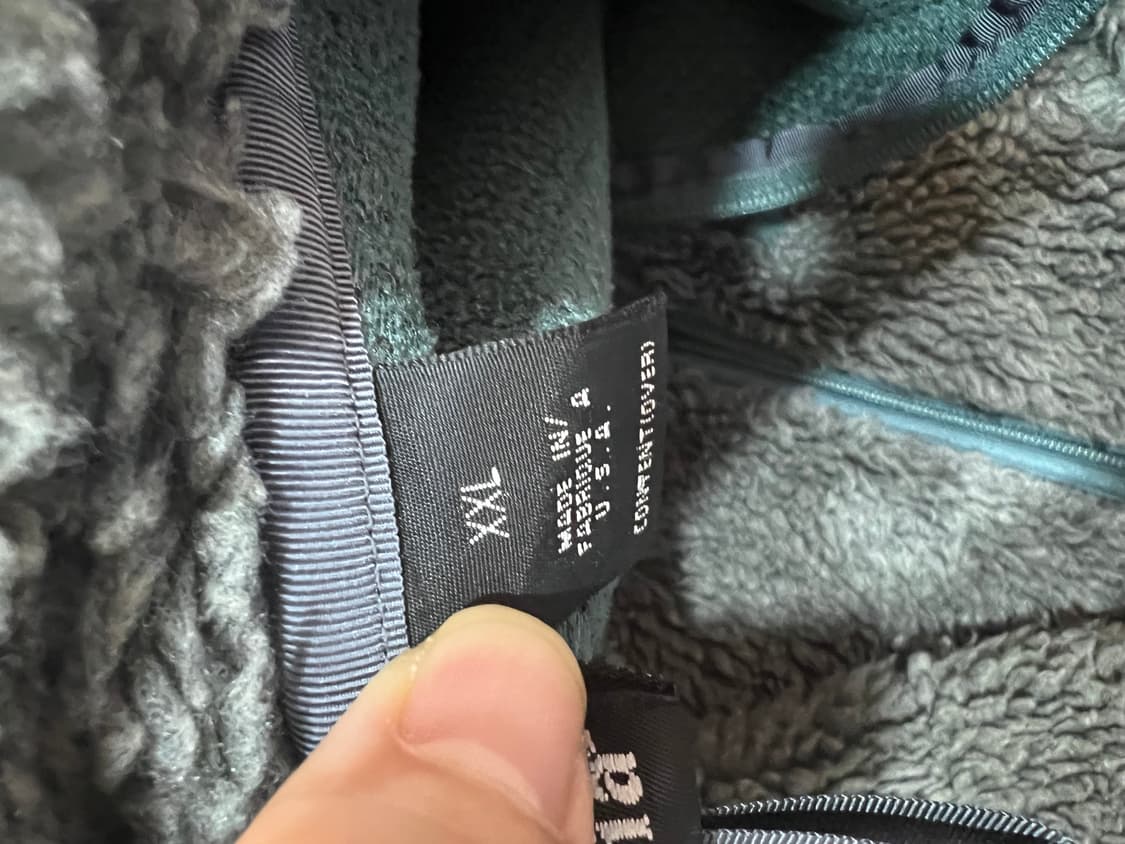 XXL
MADE IN/
FABRIQUE A
U.S.A.
CONTENT(OVER)